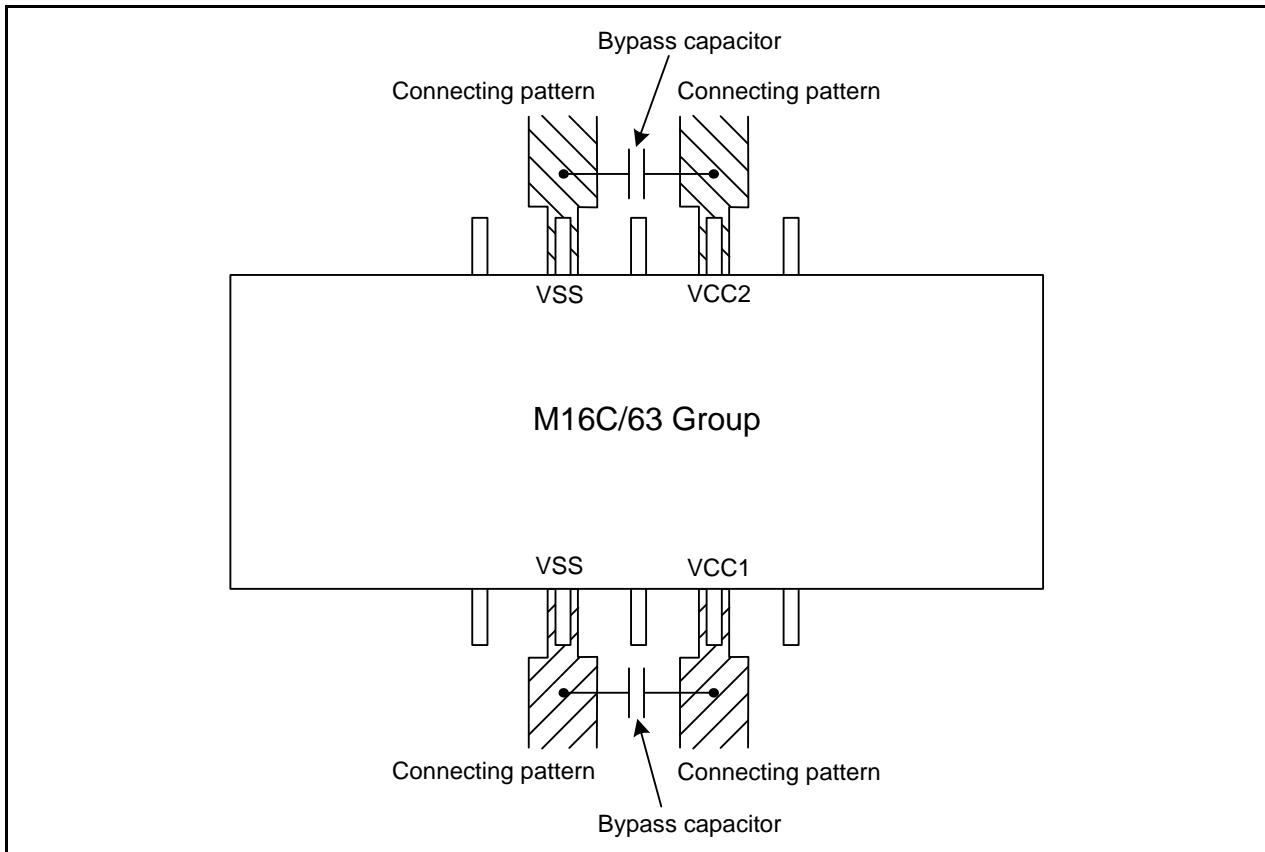 Bypass capacitor
Connecting pattern Connecting pattern
VSS VCC2
M16C/63 Group
VSS VCC1
Connecting pattern Connecting pattern
Bypass capacitor